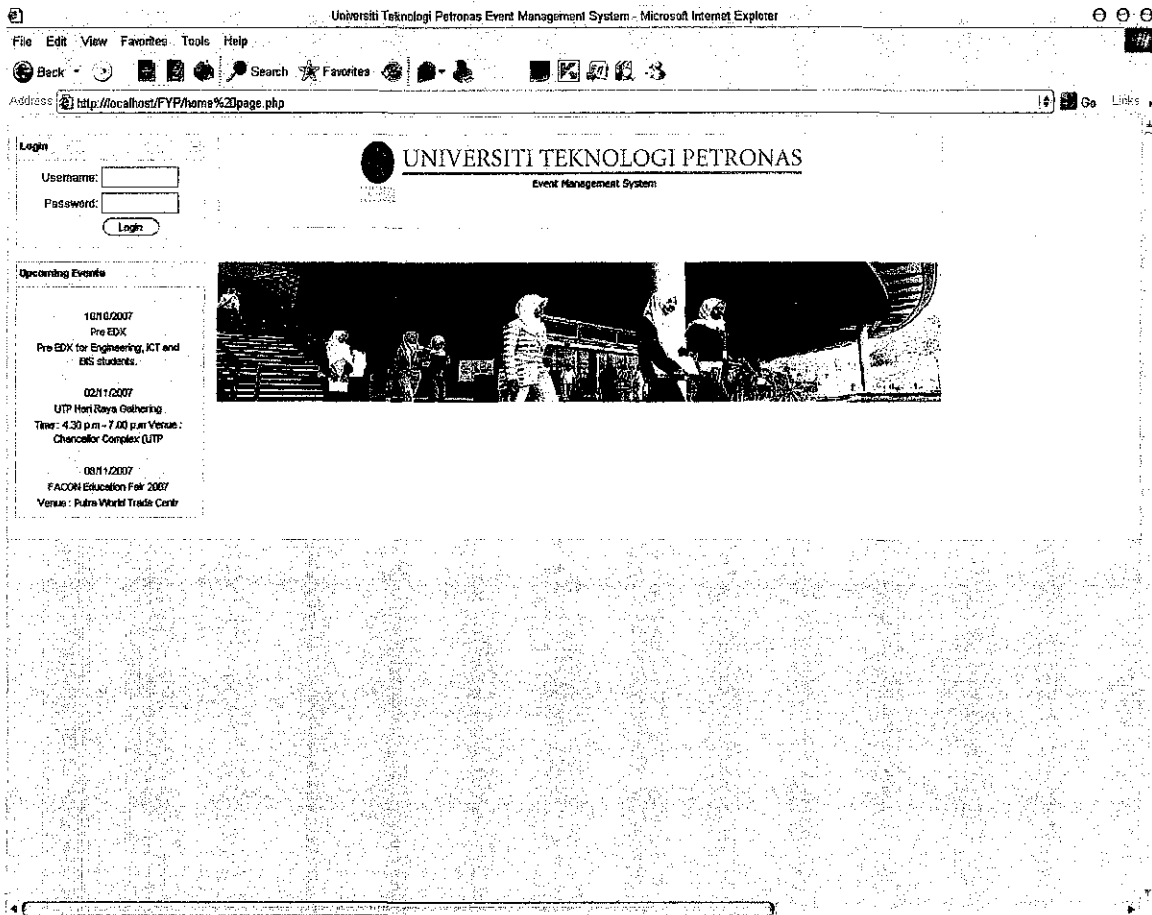 Universiti Teknologi Petronas Event Management System - Microsoft Internet Explorer
File Edit View Favorites Tools Help
Back Search Favorites
Address http://localhost/FYP/home%20page.php Go Links
Login
Username:
Password:
Login
UNIVERSITI TEKNOLOGI PETRONAS
Event Management System
Upcoming Events
10/10/2007
Pre EDX
Pre EDX for Engineering, ICT and
BIS students.
02/11/2007
UTP Hari Raya Gathering
Time : 4.30 p.m - 7.00 p.m Venue :
Chancellor Complex (UTP
/11/2007
FACON Education Fair 2007
Venue : Putra World Trade Centr